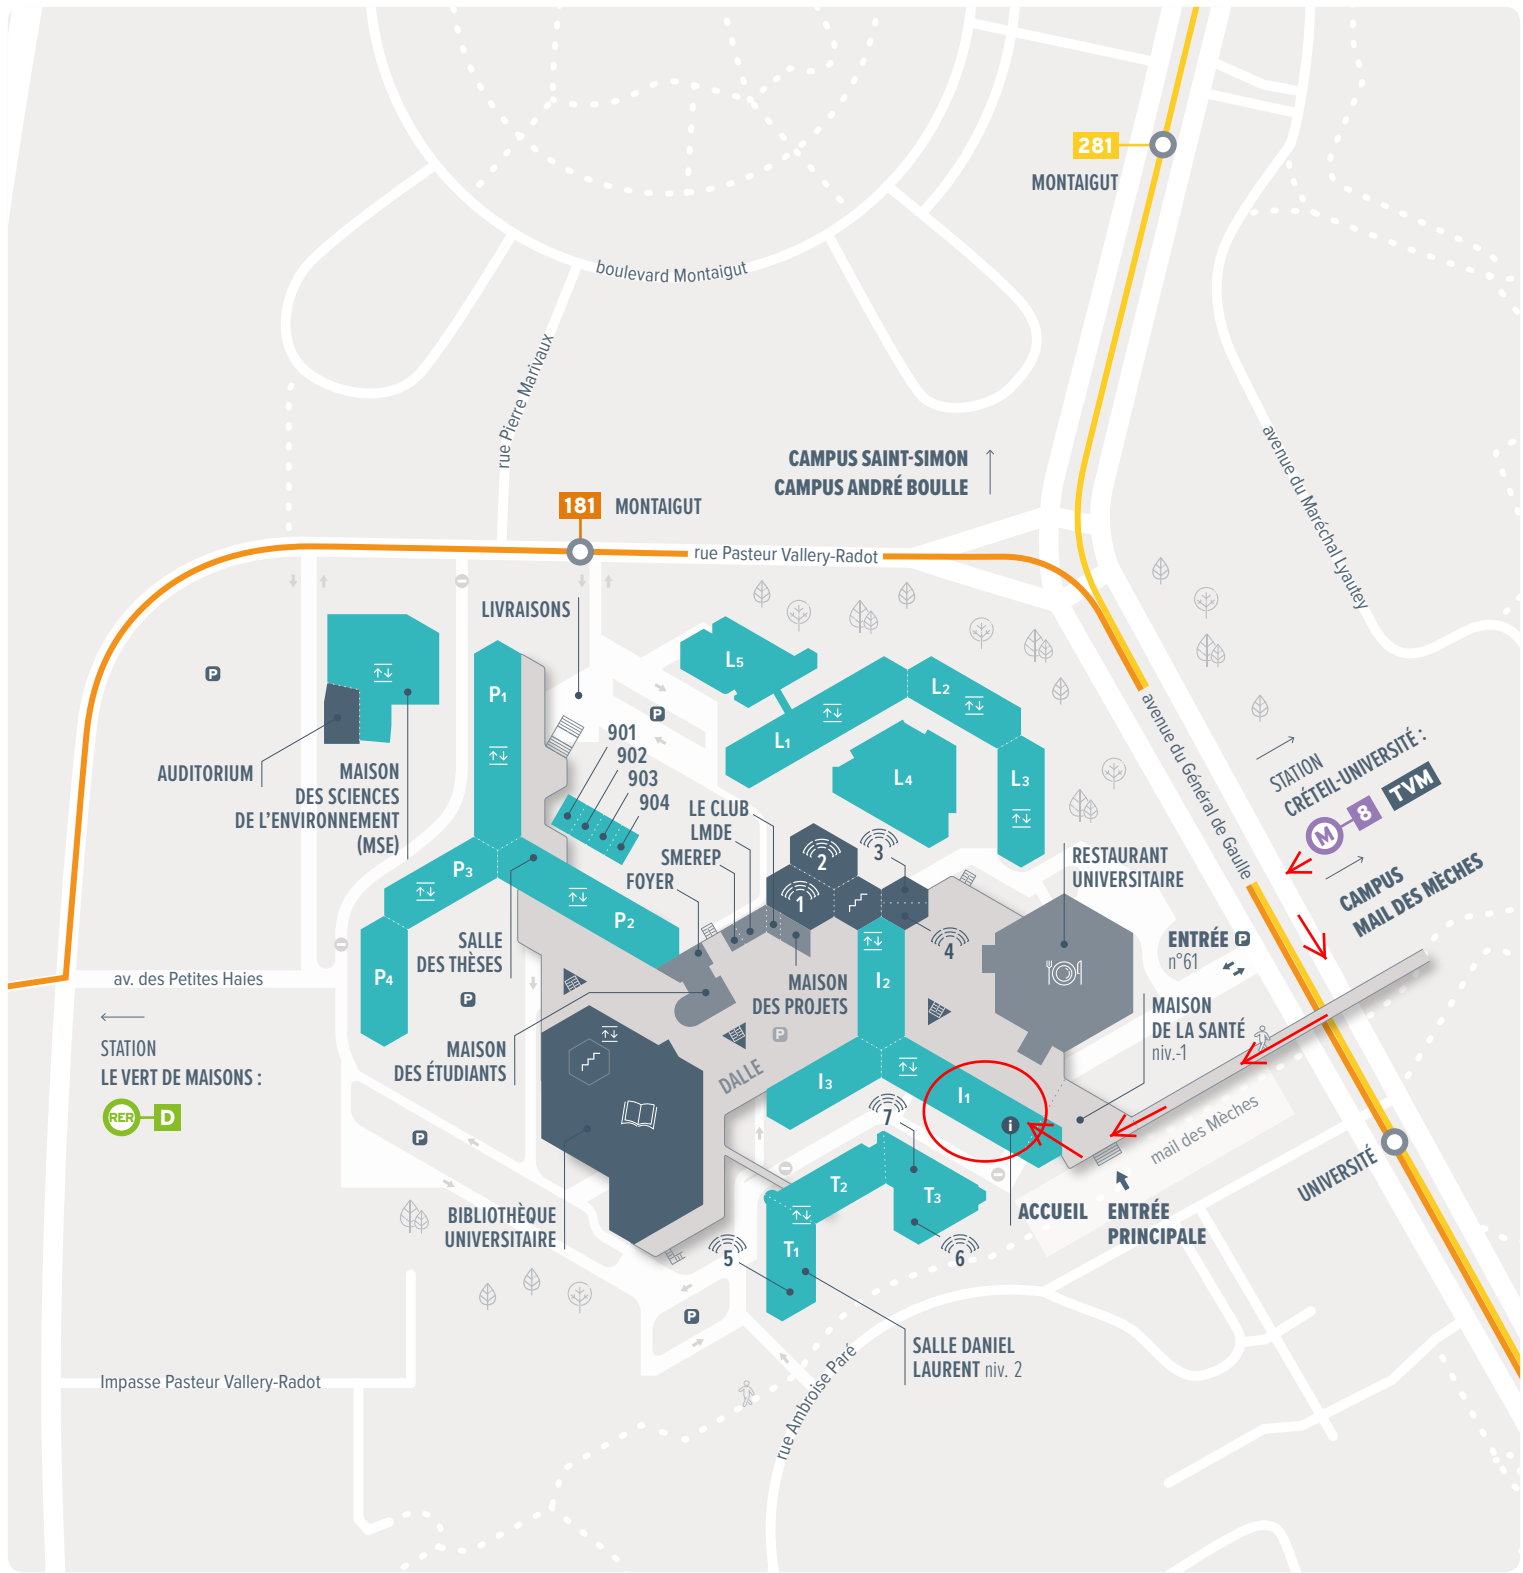 281
MONTAIGUT
boulevard Montaigut
rue Pierre Marivaux
avenue du Maréchal Lyautey
CAMPUS SAINT-SIMON
CAMPUS ANDRÉ BOULLE
181
MONTAIGUT
rue Pasteur Vallery-Radot
LIVRAISONS
P
P1
L5
L2
L1
L4
L3
P
901
902
903
904
AUDITORIUM
MAISON
DES SCIENCES
DE L'ENVIRONNEMENT
(MSE)
avenue du Général de Gaulle
STATION
CRÉTEIL-UNIVERSITÉ :
M
8
TVM
CAMPUS
MAIL DES MÈCHES
LE CLUB
LMDE
SMEREP
FOYER
2
3
1
4
RESTAURANT
UNIVERSITAIRE
P3
P2
P4
SALLE
DES THÈSES
ENTRÉE P
n°61
av. des Petites Haies
STATION
LE VERT DE MAISONS :
RER
D
P
MAISON
DES PROJETS
I2
P
MAISON
DE LA SANTÉ
niv.-1
MAISON
DES ÉTUDIANTS
DALLE
I3
I1
i
7
mail des Mèches
UNIVERSITÉ
P
T2
T3
T1
ACCUEIL
ENTRÉE
PRINCIPALE
BIBLIOTHÈQUE
UNIVERSITAIRE
5
6
P
SALLE DANIEL
LAURENT niv. 2
Impasse Pasteur Vallery-Radot
rue Ambroise Paré